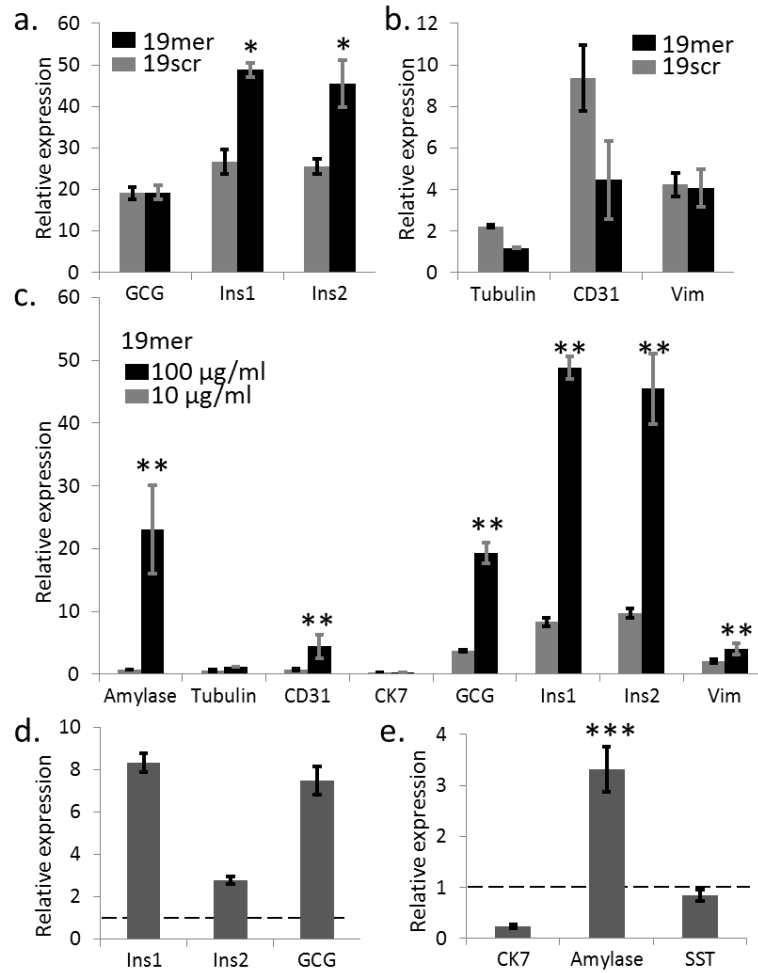 a.
60
50
40
30
20
10
0
Relative expression
19mer
19scr
*
*
GCG Ins1 Ins2
b.
12
10
8
6
4
2
0
Relative expression
19mer
19scr
Tubulin CD31 Vim
c.
60
50
40
30
20
10
0
Relative expression
19mer
100 µg/ml
10 µg/ml
**
**
**
**
**
**
Amylase Tubulin CD31 CK7 GCG Ins1 Ins2 Vim
d.
10
8
6
4
2
0
Relative expression
Ins1 Ins2 GCG
e.
4
3
2
1
0
Relative expression
***
CK7 Amylase SST